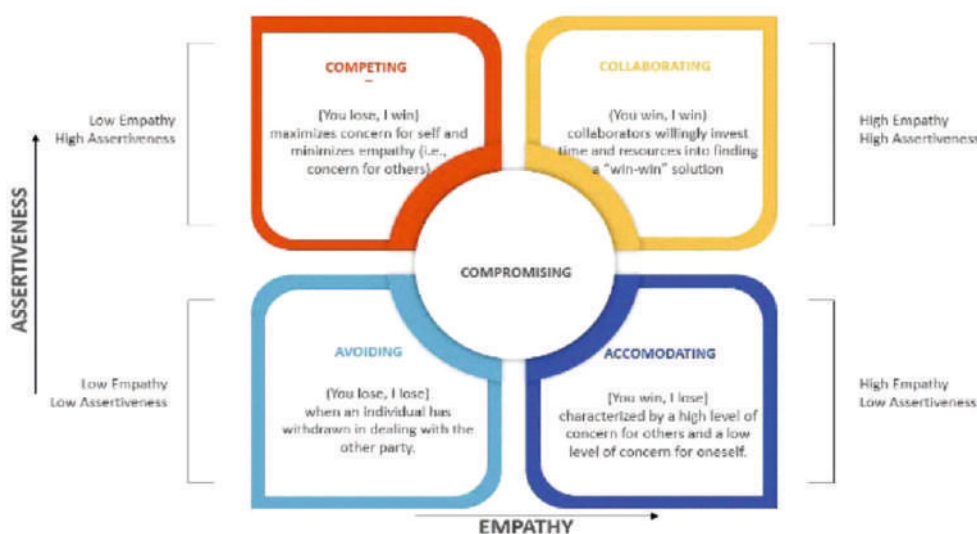 COMPETING
(You lose, I win)
maximizes concern for self and
minimizes empathy (i.e.,
concern for others)
COLLABORATING
(You win, I win)
collaborators willingly invest
time and resources into finding
a "win-win" solution
Low Empathy
High Assertiveness
High Empathy
High Assertiveness
ASSERTIVENESS
COMPROMISING
AVOIDING
(You lose, I lose)
when an individual has
withdrawn in dealing with the
other party.
ACCOMODATING
(You win, I lose)
characterized by a high level of
concern for others and a low
level of concern for oneself.
Low Empathy
Low Assertiveness
High Empathy
Low Assertiveness
EMPATHY